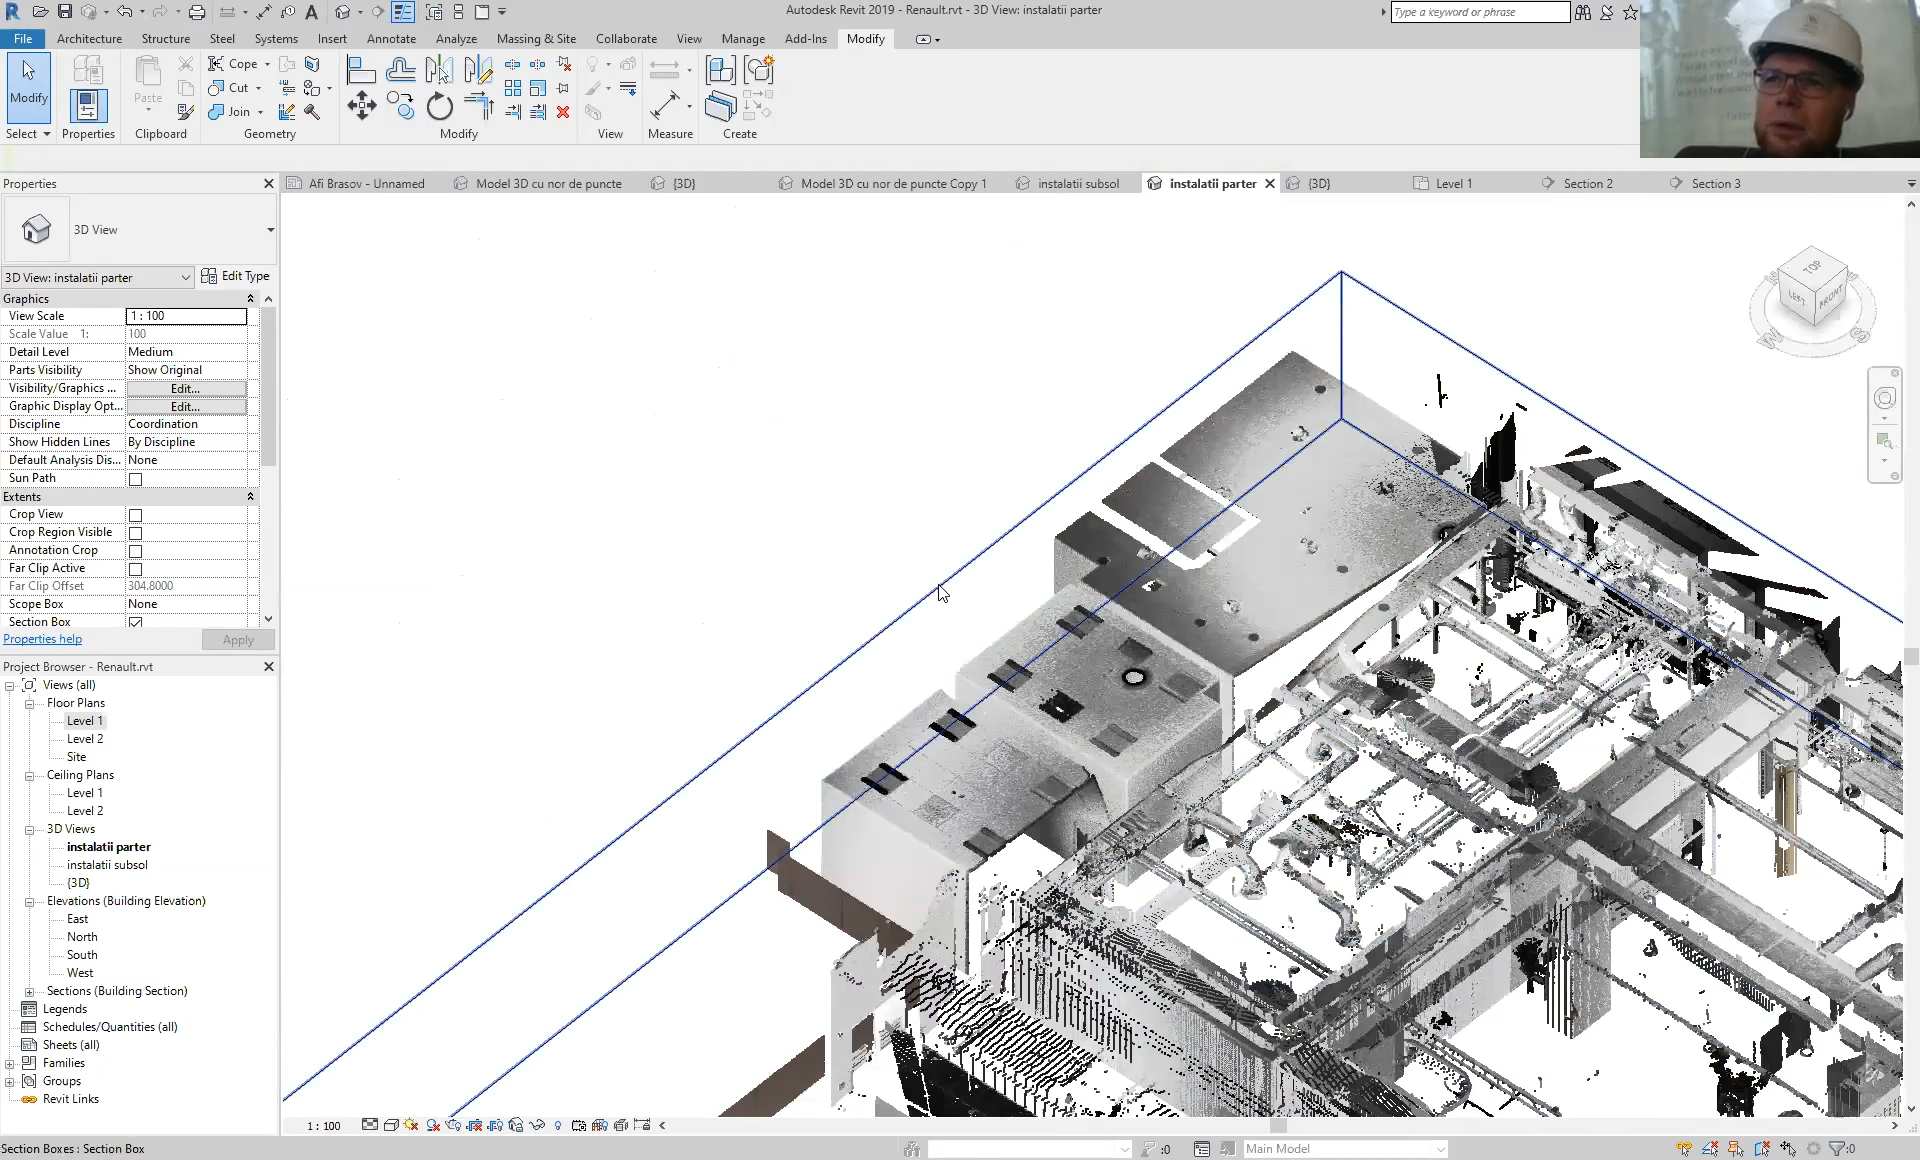 Autodesk Revit 2019 - Renault.rvt - 3D View: instalatii parter
Type a keyword or phrase
File Architecture Structure Steel Systems Insert Annotate Analyze Massing & Site Collaborate View Manage Add-Ins Modify
Modify
Paste
Cope
Cut
Join
Select Properties Clipboard Geometry Modify View Measure Create
Properties
Afi Brasov - Unnamed Model 3D cu nor de puncte {3D} Model 3D cu nor de puncte Copy 1 instalatii subsol instalatii parter {3D} Level 1 Section 2 Section 3
3D View
3D View: instalatii parter Edit Type
Graphics
View Scale 1 : 100
Scale Value 1: 100
Detail Level Medium
Parts Visibility Show Original
Visibility/Graphics ... Edit...
Graphic Display Opt... Edit...
Discipline Coordination
Show Hidden Lines By Discipline
Default Analysis Dis... None
Sun Path
Extents
Crop View
Crop Region Visible
Annotation Crop
Far Clip Active
Far Clip Offset 304.8000
Scope Box None
Section Box
Properties help Apply
Project Browser - Renault.rvt
Views (all)
Floor Plans
Level 1
Level 2
Site
Ceiling Plans
Level 1
Level 2
3D Views
instalatii parter
instalatii subsol
{3D}
Elevations (Building Elevation)
East
North
South
West
Sections (Building Section)
Legends
Schedules/Quantities (all)
Sheets (all)
Families
Groups
Revit Links
TOP
LEFT
FRONT
W
S
1 : 100
Section Boxes : Section Box
:0
Main Model
:0